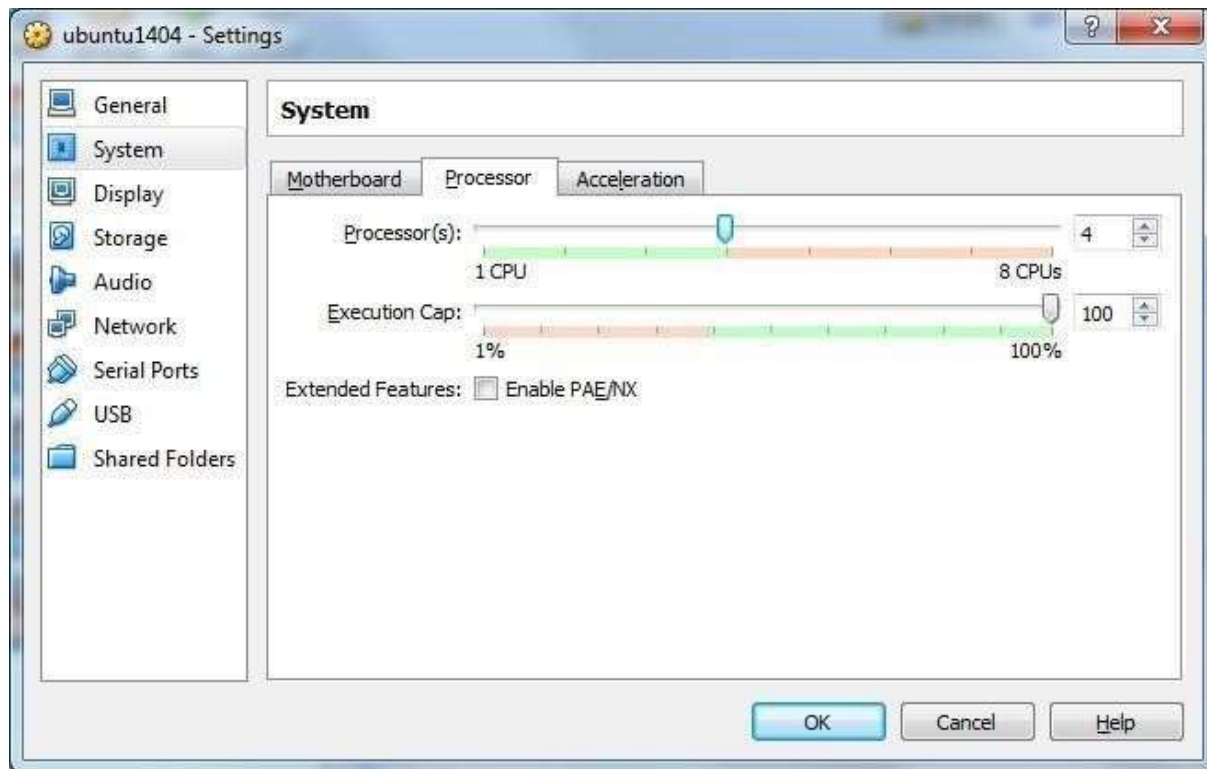 ubuntu1404 - Settings
General
System
Display
Storage
Audio
Network
Serial Ports
USB
Shared Folders
System
Motherboard Processor Acceleration
Processor(s): 4
1 CPU 8 CPUs
Execution Cap: 100
1% 100%
Extended Features: Enable PAE/NX
OK Cancel Help